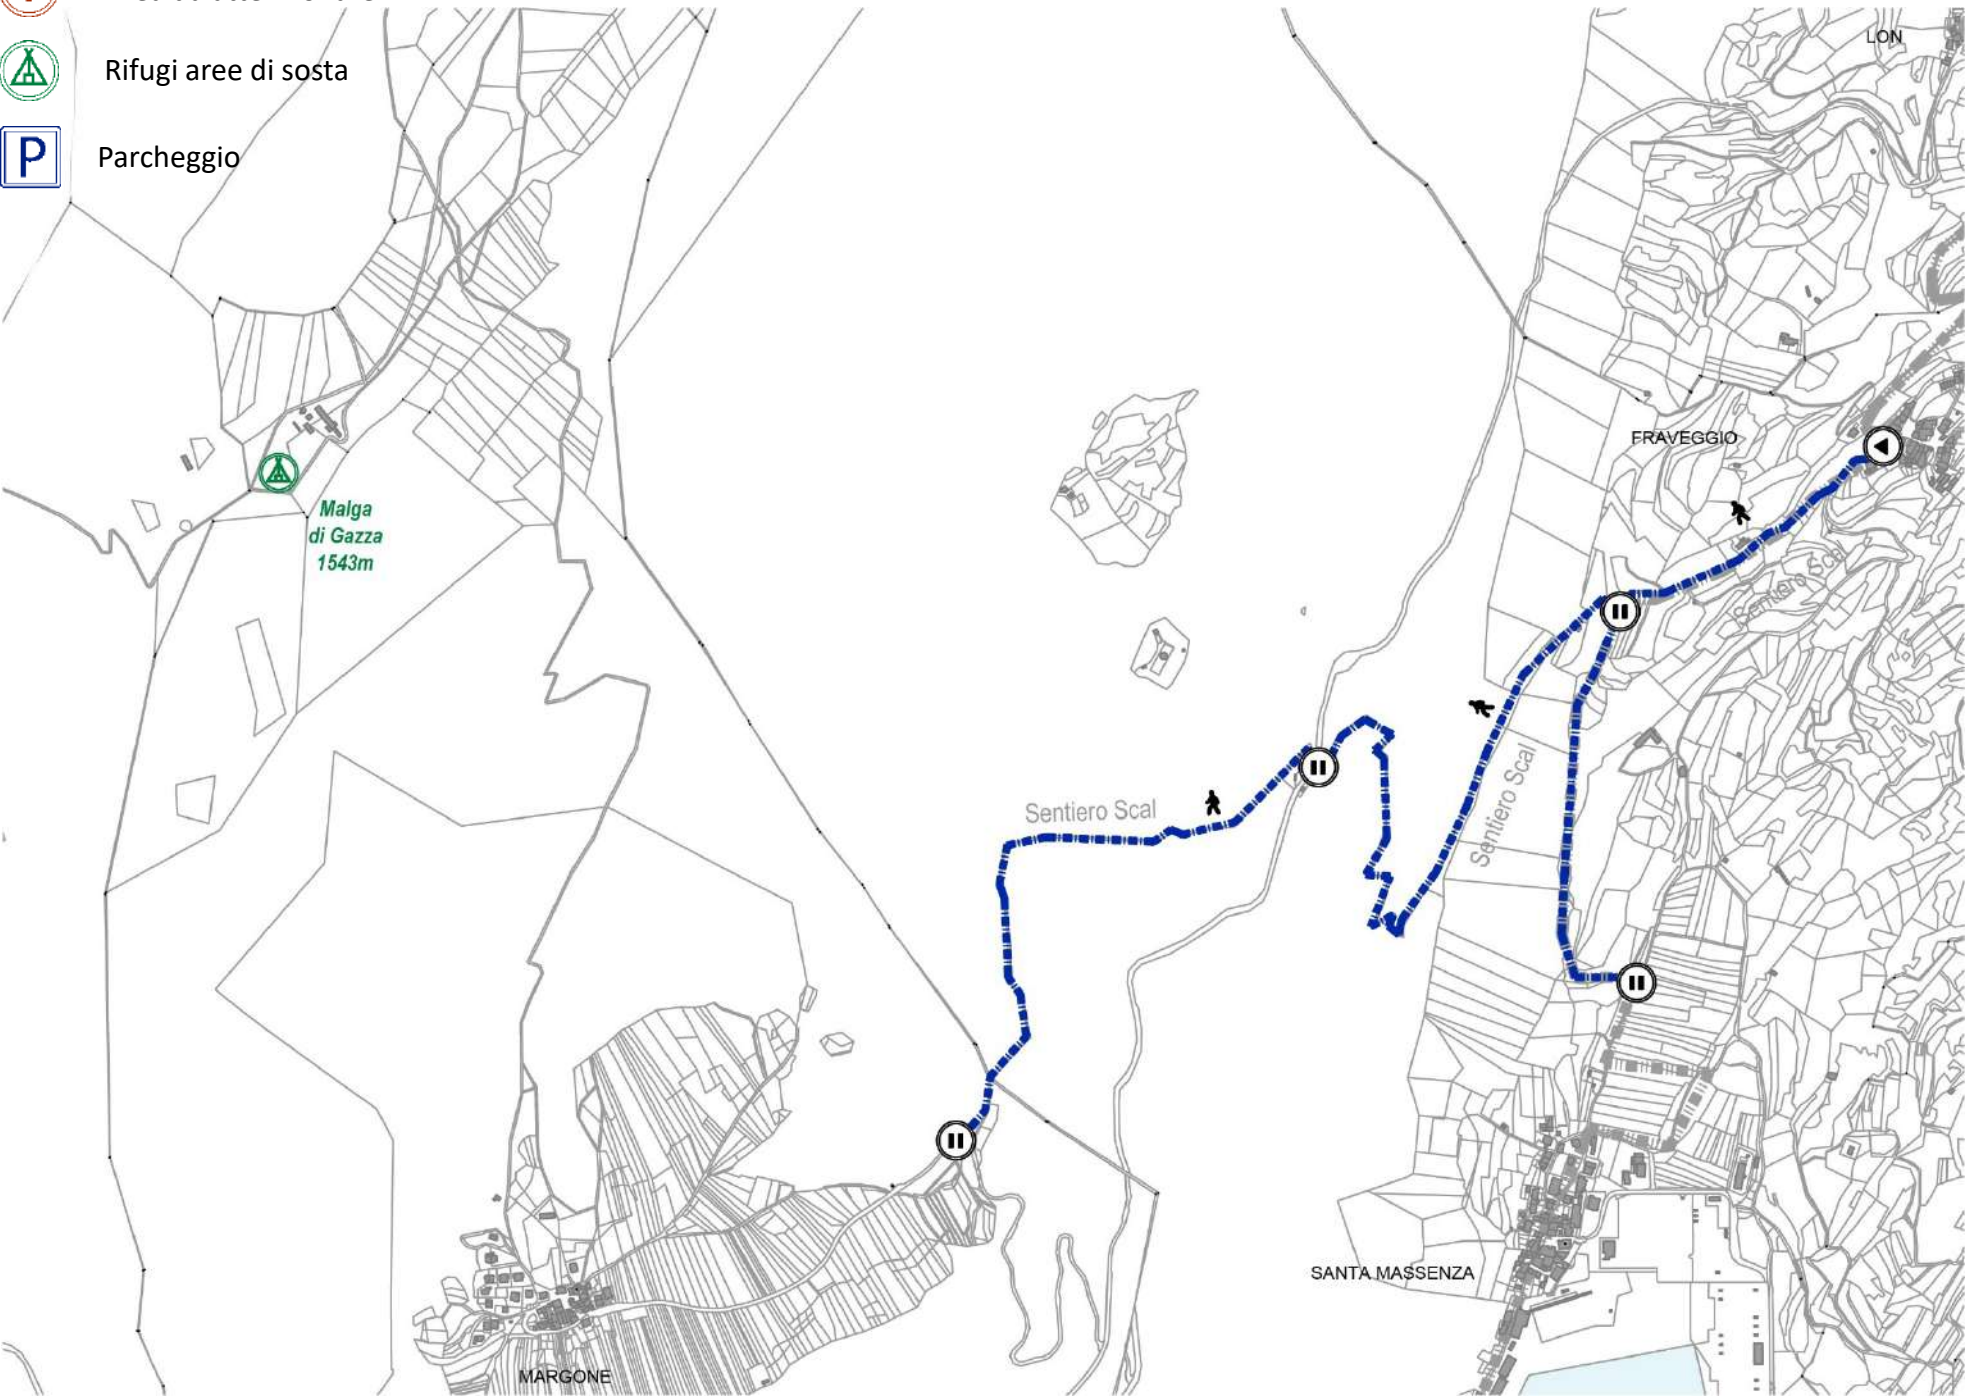 Rifugi aree di sosta
P
Parcheggio
LON
FRAVEGGIO
Malga
di Gazza
1543m
Sentiero Scal
Sentiero Scal
Sentiero Scal
SANTA MASSENZA
MARGONE